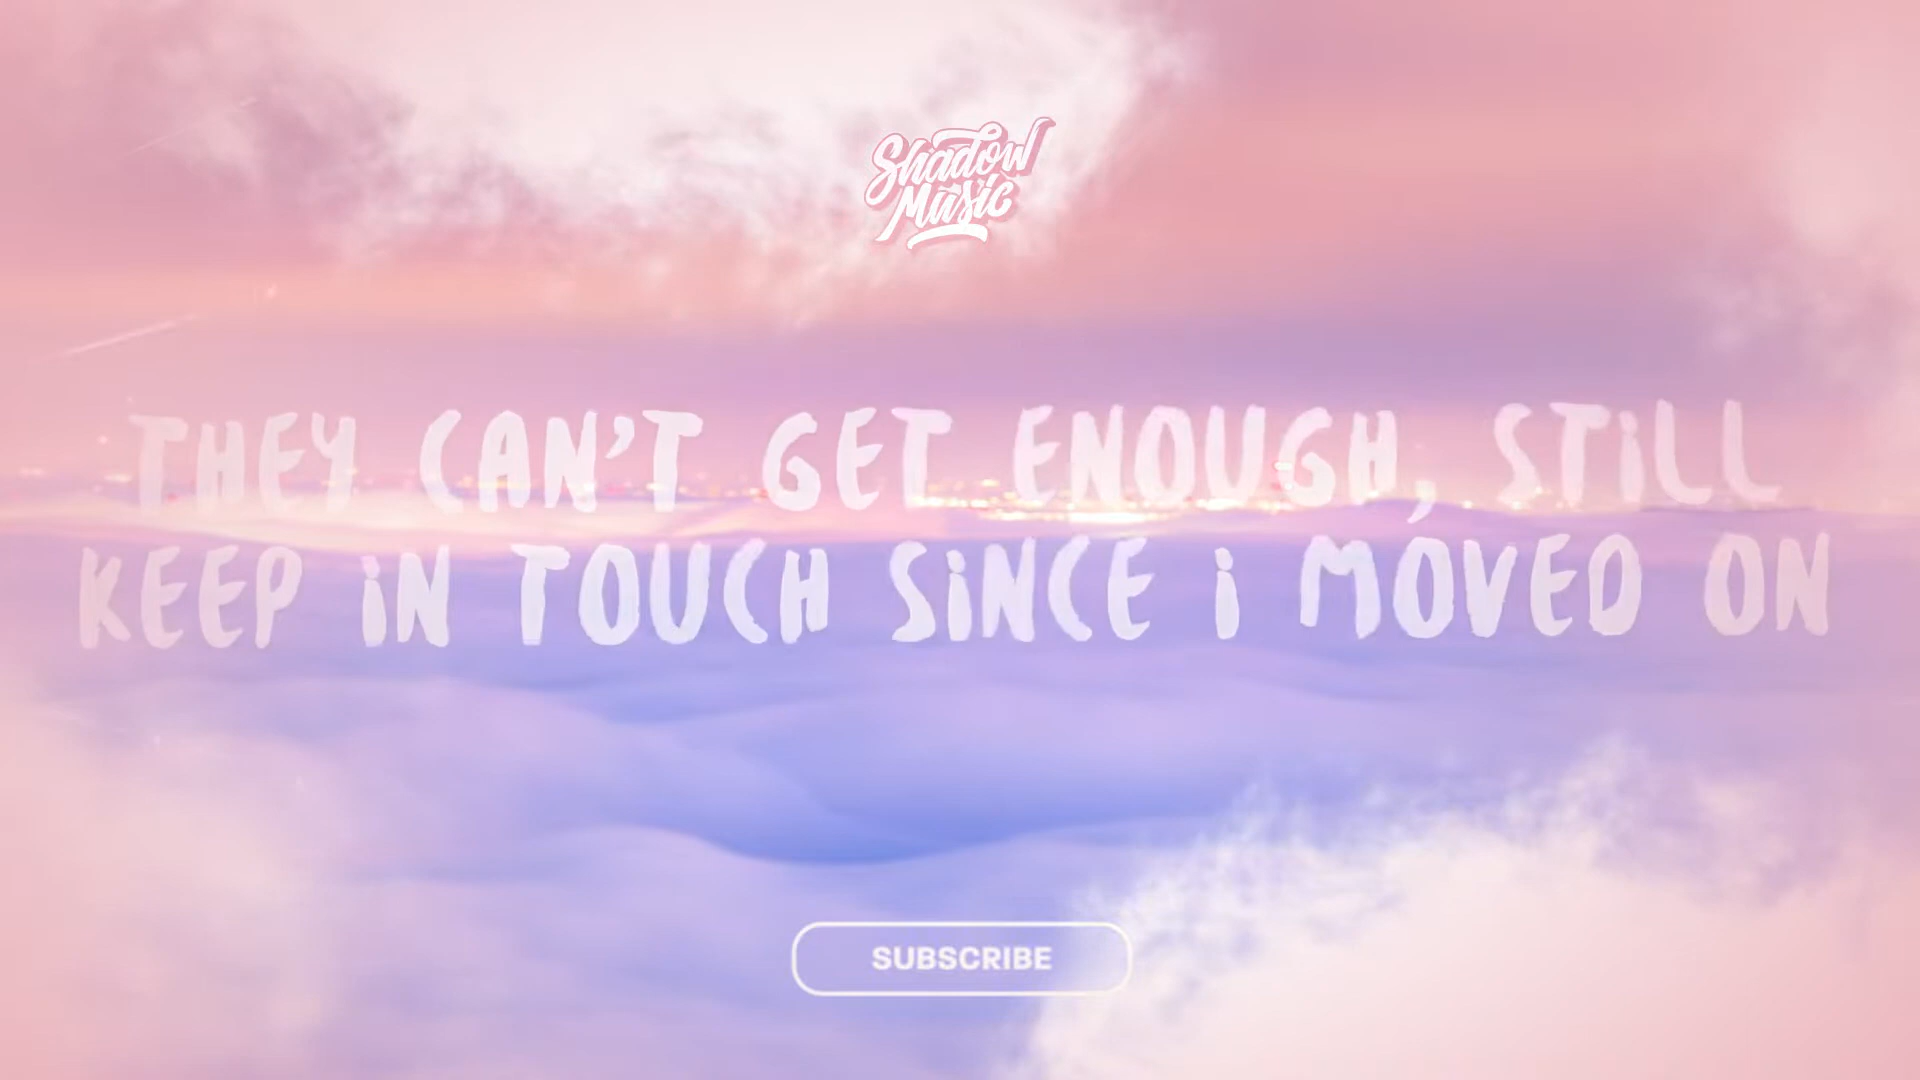 Shadow
Music
THEY CAN'T GET ENOUGH, STiLL
KEEP iN TOUCH SiNCE i MOVED ON
SUBSCRIBE